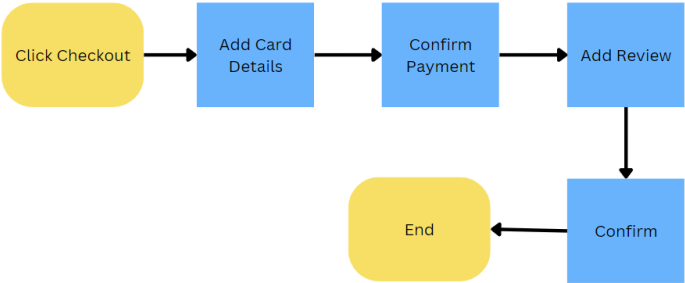 Click Checkout
Add Card
Details
Confirm
Payment
Add Review
End
Confirm